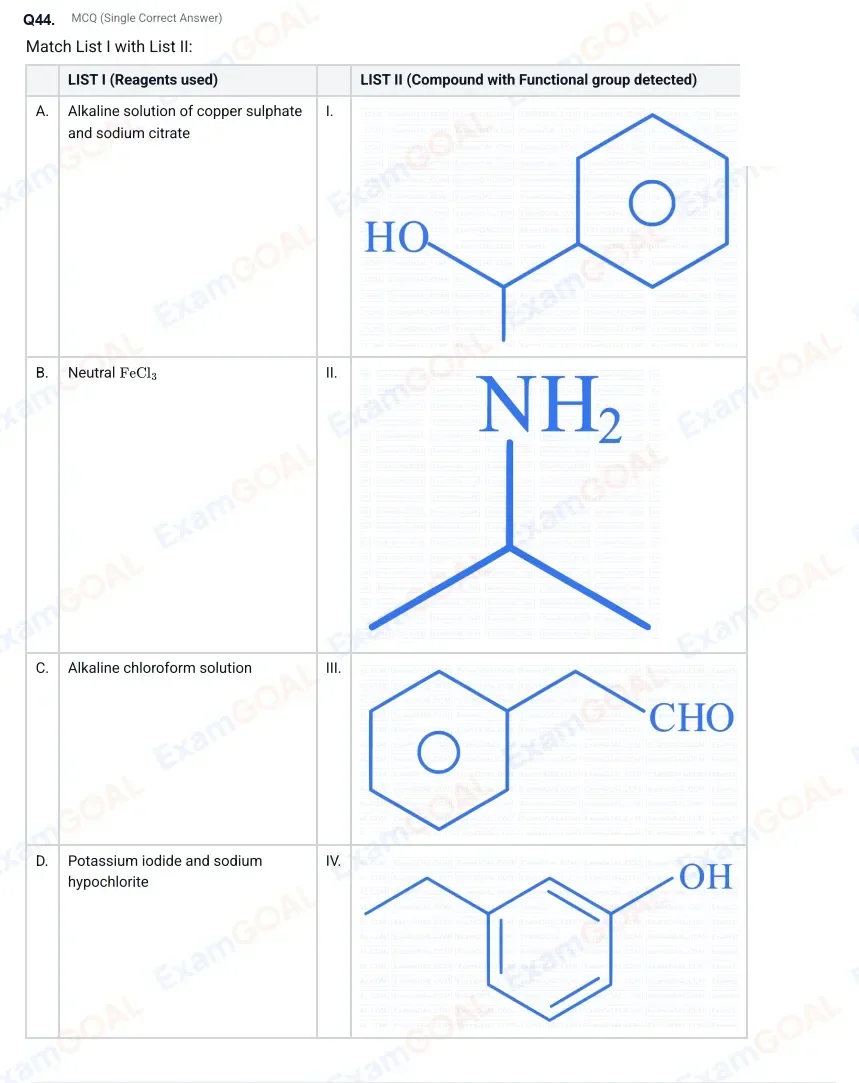 Q44. MCQ (Single Correct Answer)
Match List I with List II:
LIST I (Reagents used) LIST II (Compound with Functional group detected)
A. Alkaline solution of copper sulphate I.
and sodium citrate
HO
B. Neutral FeCl₃ II.
NH₂
C. Alkaline chloroform solution III.
CHO
D. Potassium iodide and sodium IV.
hypochlorite
OH
ExamGOAL